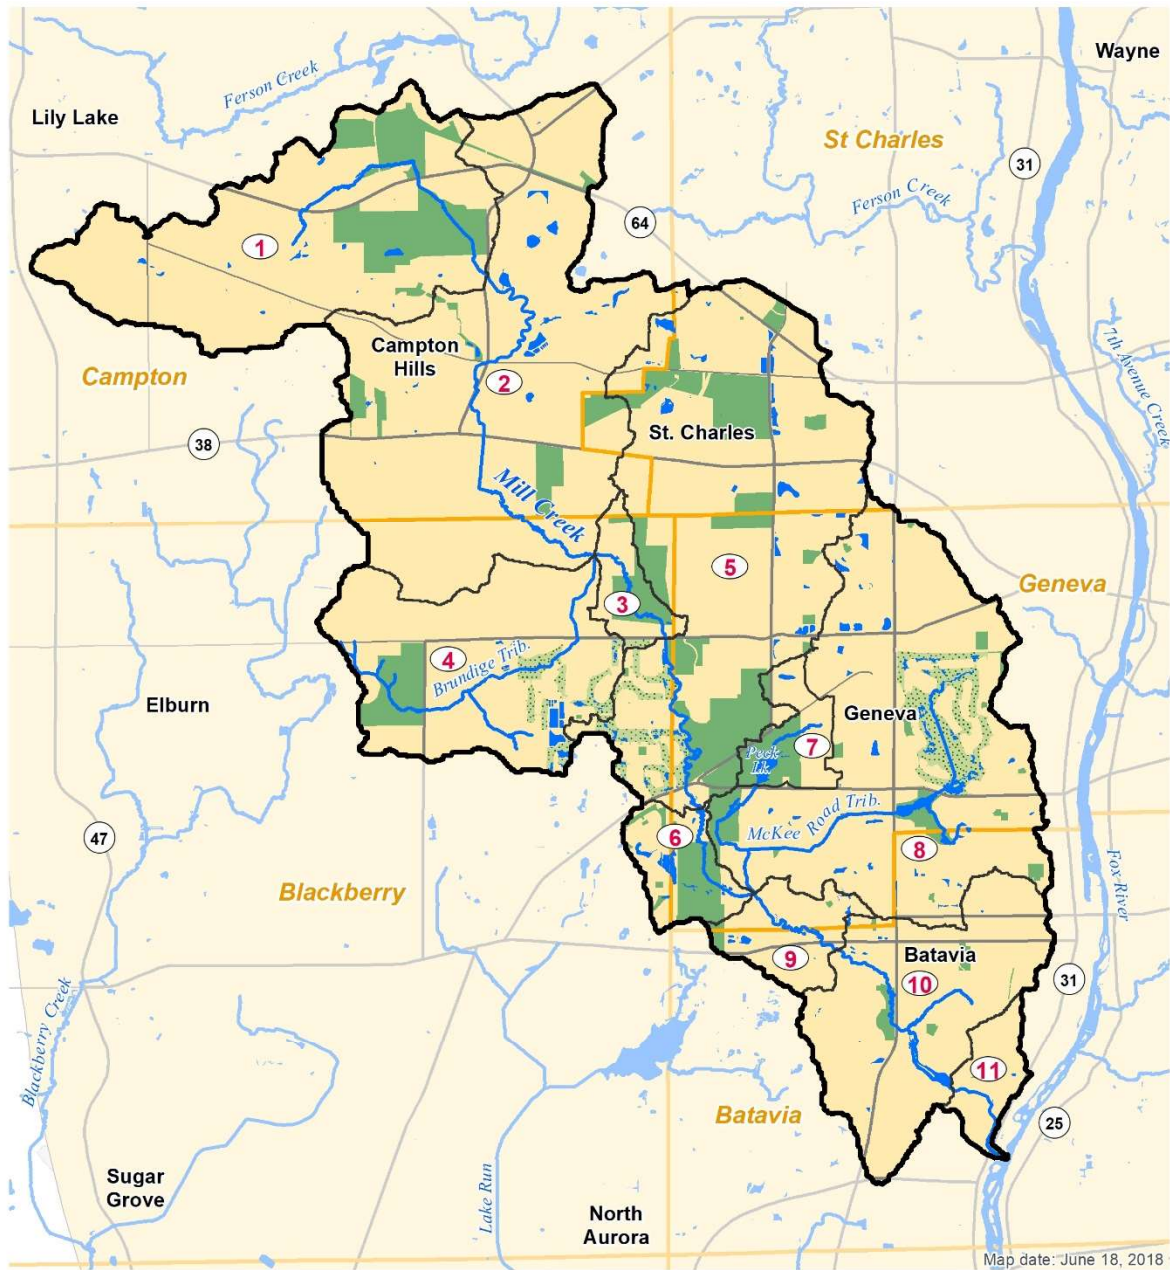 Wayne
Ferson Creek
Lily Lake
St Charles
31
Ferson Creek
64
1
7th Avenue Creek
Campton
Hills
Campton
2
St. Charles
38
Mill Creek
5
Geneva
3
4
Brundige Trib.
Elburn
Geneva
7
Peck
Lk.
McKee Road Trib.
47
6
8
Fox River
Blackberry
9
Batavia
10
31
Blackberry Creek
11
Batavia
25
Sugar
Grove
Lake Run
North
Aurora
Map date: June 18, 2018